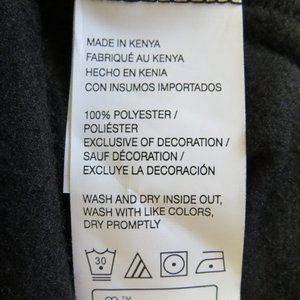 MADE IN KENYA
FABRIQUÉ AU KENYA
HECHO EN KENIA
CON INSUMOS IMPORTADOS
100% POLYESTER /
POLIÉSTER
EXCLUSIVE OF DECORATION /
SAUF DÉCORATION /
EXCLUYE LA DECORACIÓN
WASH AND DRY INSIDE OUT,
WASH WITH LIKE COLORS,
DRY PROMPTLY
30